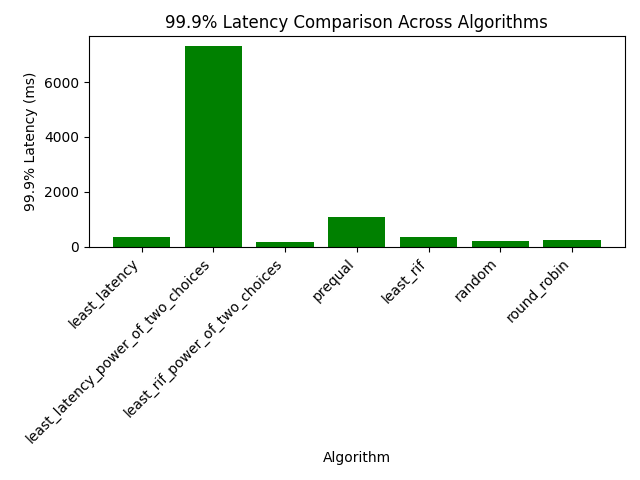 99.9% Latency Comparison Across Algorithms
99.9% Latency (ms)
6000
4000
2000
0
least_latency
least_latency_power_of_two_choices
least_rif_power_of_two_choices
prequal
least_rif
random
round_robin
Algorithm